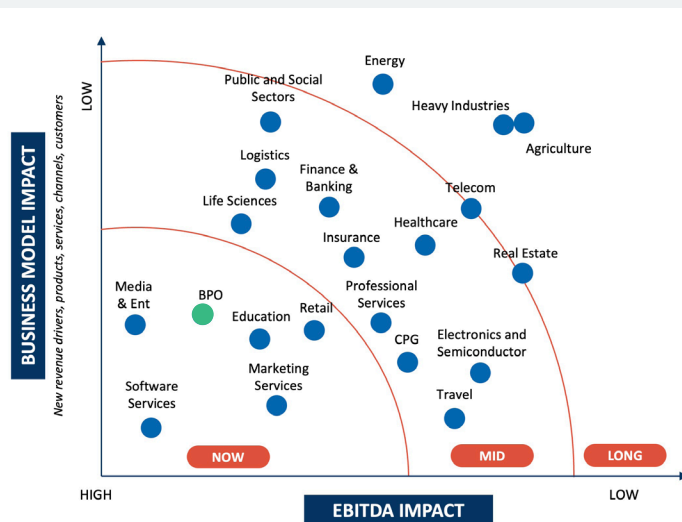 Energy
Public and Social
Sectors
Heavy Industries
Agriculture
Logistics
Finance &
Banking
Telecom
Life Sciences
Healthcare
Insurance
Real Estate
Media
& Ent
BPO
Professional
Services
Education
Retail
CPG
Electronics and
Semiconductor
Marketing
Services
Software
Services
Travel
LOW
BUSINESS MODEL IMPACT
New revenue drivers, products, services, channels, customers
NOW
MID
LONG
HIGH
LOW
EBITDA IMPACT